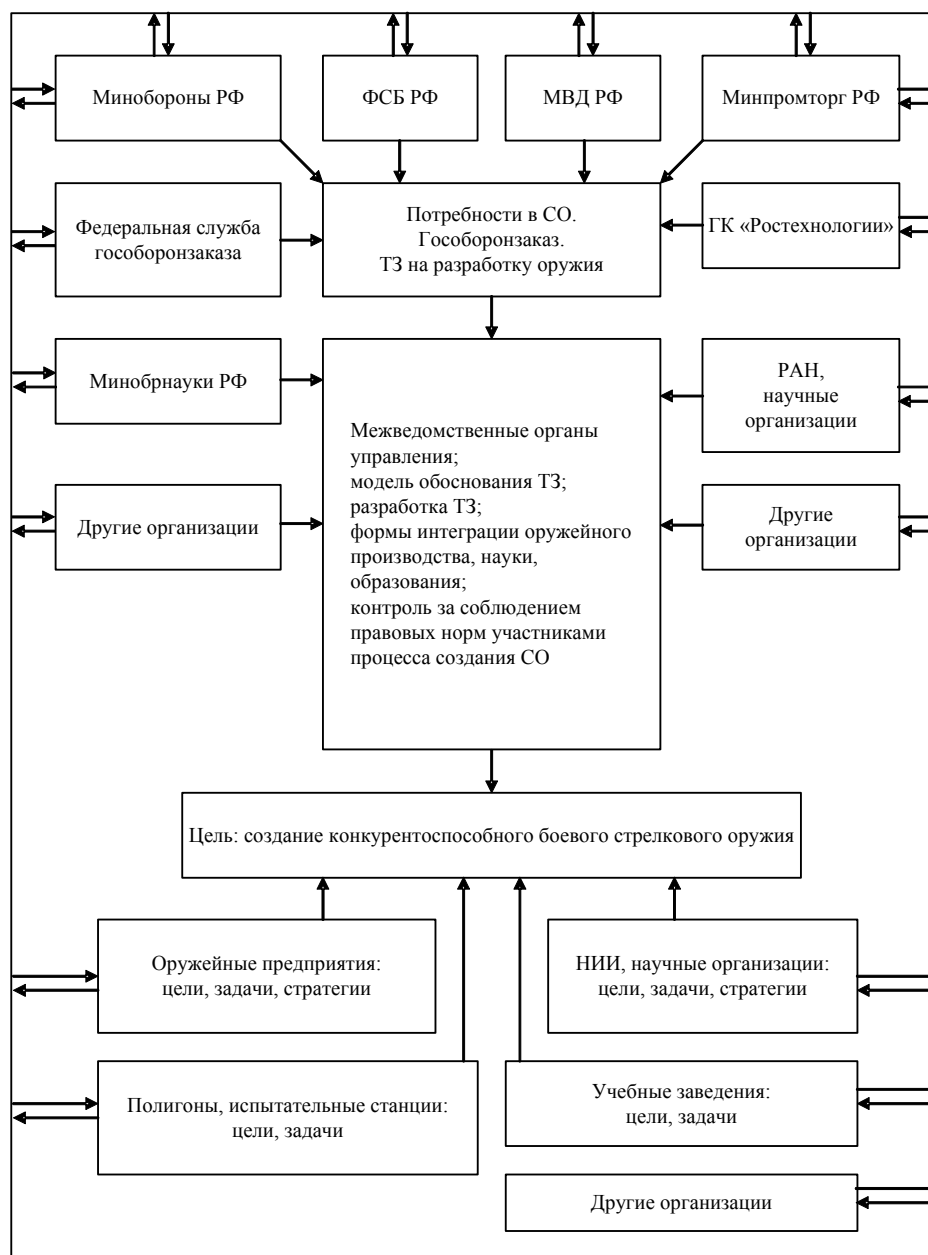 Минобороны РФ
ФСБ РФ
МВД РФ
Минпромторг РФ
Федеральная служба
гособоронзаказа
Потребности в СО.
Гособоронзаказ.
ТЗ на разработку оружия
ГК «Ростехнологии»
Минобрнауки РФ
РАН,
научные
организации
Межведомственные органы
управления;
модель обоснования ТЗ;
разработка ТЗ;
формы интеграции оружейного
производства, науки,
образования;
контроль за соблюдением
правовых норм участниками
процесса создания СО
Другие организации
Другие
организации
Цель: создание конкурентоспособного боевого стрелкового оружия
Оружейные предприятия:
цели, задачи, стратегии
НИИ, научные организации:
цели, задачи, стратегии
Полигоны, испытательные станции:
цели, задачи
Учебные заведения:
цели, задачи
Другие организации